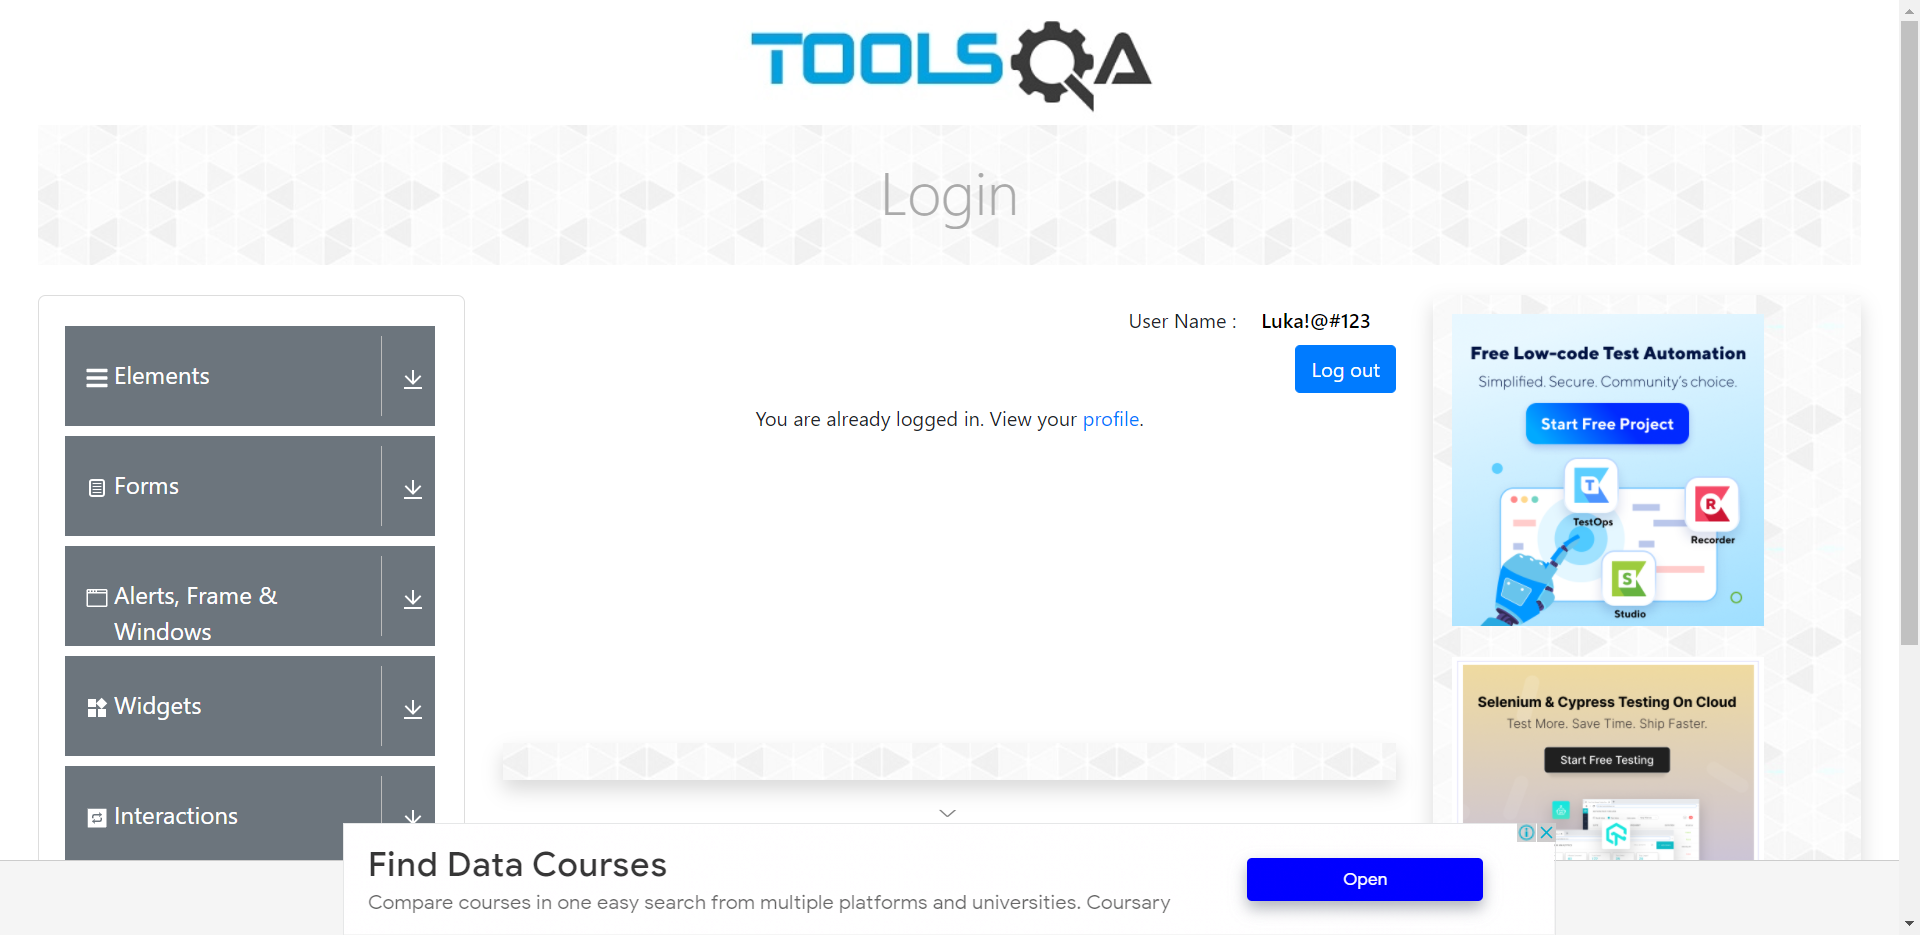 TOOLSQA
Login
Elements
Forms
Alerts, Frame &
Windows
Widgets
Interactions
User Name : Luka!@#123
Log out
You are already logged in. View your profile.
Free Low-code Test Automation
Simplified. Secure. Community's choice.
Start Free Project
T
TestOps
R
Recorder
S
Studio
Selenium & Cypress Testing On Cloud
Test More. Save Time. Ship Faster.
Start Free Testing
Find Data Courses
Compare courses in one easy search from multiple platforms and universities. Coursary
Open